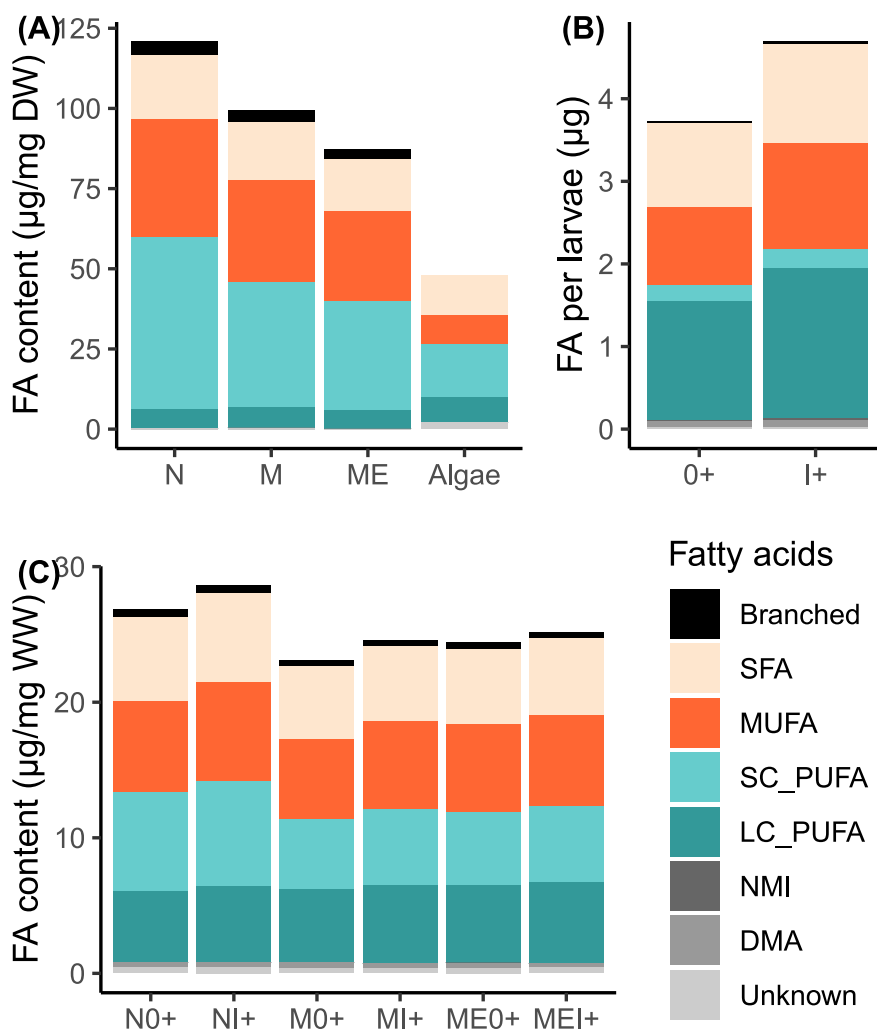 (A)
FA content (µg/mg DW)
125
100
75
50
25
0
N M ME Algae
(B)
FA per larvae (µg)
4
3
2
1
0
0+ I+
(C)
FA content (µg/mg WW)
30
20
10
0
N0+ NI+ M0+ MI+ ME0+ MEI+
Fatty acids
Branched
SFA
MUFA
SC_PUFA
LC_PUFA
NMI
DMA
Unknown